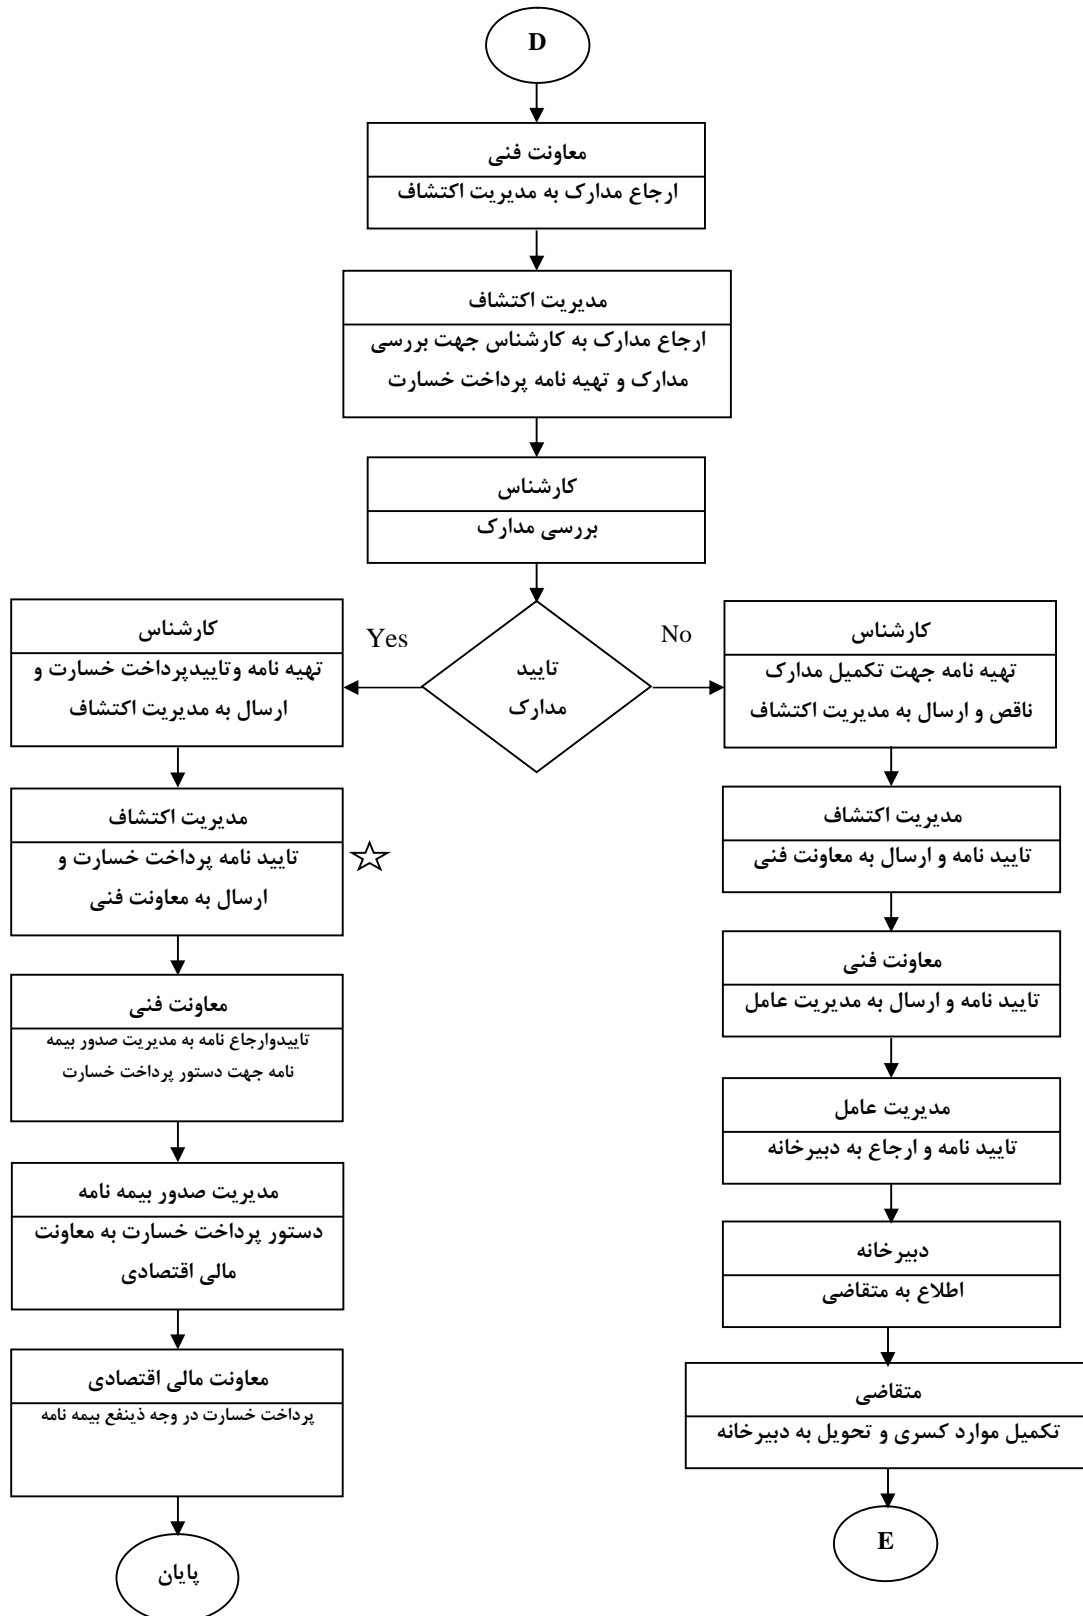 D
معاونت فنی
ارجاع مدارک به مدیریت اکتشاف
مدیریت اکتشاف
ارجاع مدارک به کارشناس جهت بررسی
مدارک و تهیه نامه پرداخت خسارت
کارشناس
بررسی مدارک
تایید
مدارک
Yes
No
کارشناس
تهیه نامه وتاییدپرداخت خسارت و
ارسال به مدیریت اکتشاف
مدیریت اکتشاف
تایید نامه پرداخت خسارت و
ارسال به معاونت فنی
معاونت فنی
تاییدوارجاع نامه به مدیریت صدور بیمه
نامه جهت دستور پرداخت خسارت
مدیریت صدور بیمه نامه
دستور پرداخت خسارت به معاونت
مالی اقتصادی
معاونت مالی اقتصادی
پرداخت خسارت در وجه ذینفع بیمه نامه
پایان
کارشناس
تهیه نامه جهت تکمیل مدارک
ناقص و ارسال به مدیریت اکتشاف
مدیریت اکتشاف
تایید نامه و ارسال به معاونت فنی
معاونت فنی
تایید نامه و ارسال به مدیریت عامل
مدیریت عامل
تایید نامه و ارجاع به دبیرخانه
دبیرخانه
اطلاع به متقاضی
متقاضی
تکمیل موارد کسری و تحویل به دبیرخانه
E